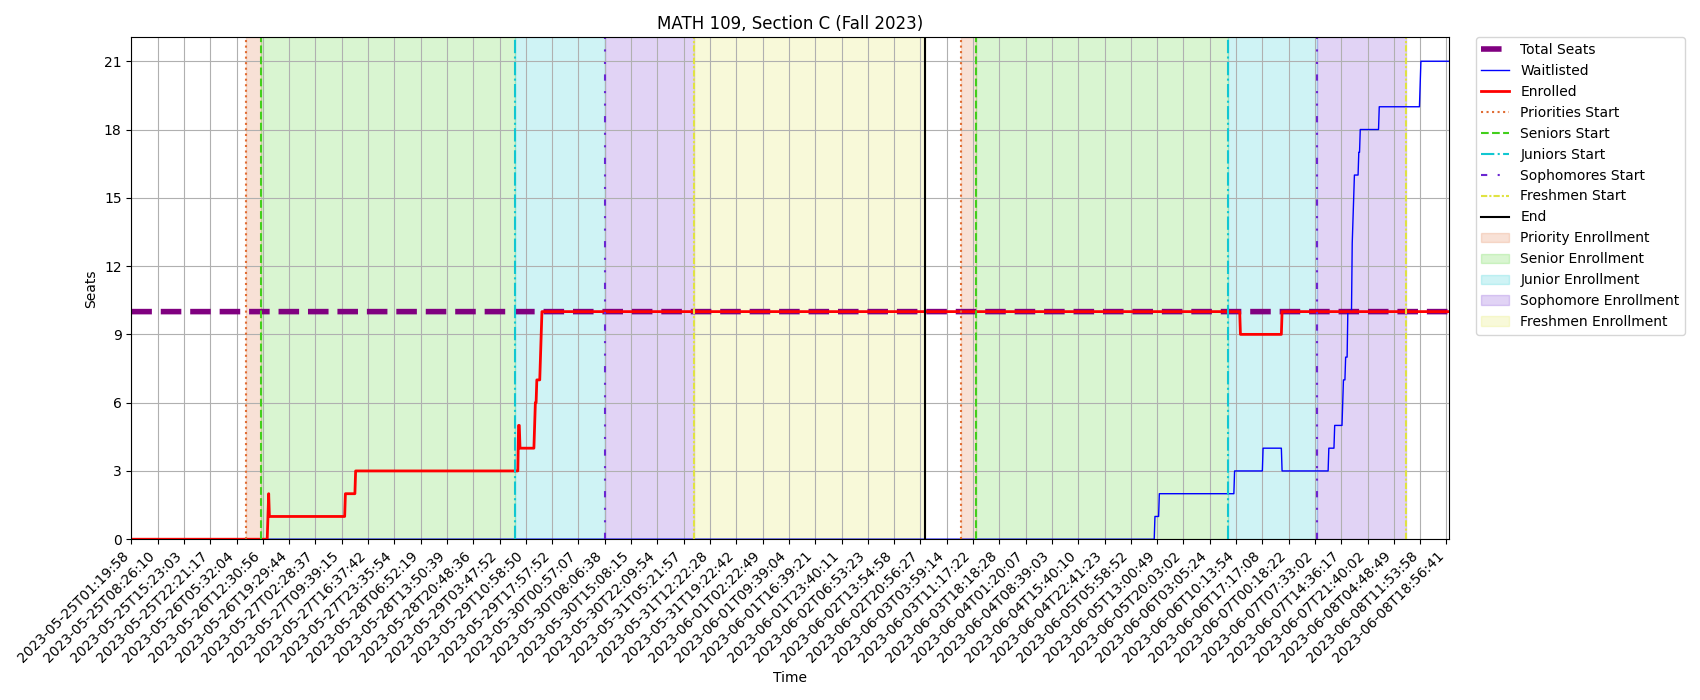 MATH 109, Section C (Fall 2023)
Seats
21
18
15
12
9
6
3
0
2023-05-25T01:19:58
2023-05-25T08:26:10
2023-05-25T15:23:03
2023-05-25T22:21:17
2023-05-26T05:32:04
2023-05-26T12:30:56
2023-05-26T19:29:44
2023-05-27T02:28:37
2023-05-27T09:39:15
2023-05-27T16:37:42
2023-05-27T23:35:54
2023-05-28T06:52:19
2023-05-28T13:50:39
2023-05-28T20:48:36
2023-05-29T03:47:52
2023-05-29T10:58:50
2023-05-29T17:57:52
2023-05-30T00:57:07
2023-05-30T08:06:38
2023-05-30T15:08:15
2023-05-30T22:09:54
2023-05-31T05:21:57
2023-05-31T12:22:28
2023-05-31T19:22:42
2023-06-01T02:22:49
2023-06-01T09:39:04
2023-06-01T16:39:21
2023-06-01T23:40:11
2023-06-02T06:53:23
2023-06-02T13:54:58
2023-06-02T20:56:27
2023-06-03T03:59:14
2023-06-03T11:17:22
2023-06-03T18:18:28
2023-06-04T01:20:07
2023-06-04T08:39:03
2023-06-04T15:40:10
2023-06-04T22:41:23
2023-06-05T05:58:52
2023-06-05T13:00:49
2023-06-05T20:03:02
2023-06-06T03:05:24
2023-06-06T10:13:54
2023-06-06T17:17:08
2023-06-07T00:18:22
2023-06-07T07:33:02
2023-06-07T14:36:17
2023-06-07T21:40:02
2023-06-08T04:48:49
2023-06-08T11:53:58
2023-06-08T18:56:41
Time
Total Seats
Waitlisted
Enrolled
Priorities Start
Seniors Start
Juniors Start
Sophomores Start
Freshmen Start
End
Priority Enrollment
Senior Enrollment
Junior Enrollment
Sophomore Enrollment
Freshmen Enrollment